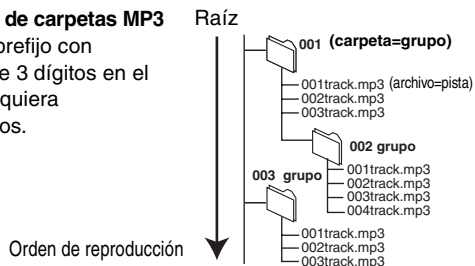 de carpetas MP3
prefijo con
e 3 dígitos en el
quiera
os.
Raíz
001 (carpeta=grupo)
001track.mp3 (archivo=pista)
002track.mp3
003track.mp3
002 grupo
001track.mp3
002track.mp3
003track.mp3
004track.mp3
003 grupo
001track.mp3
002track.mp3
003track.mp3
Orden de reproducción